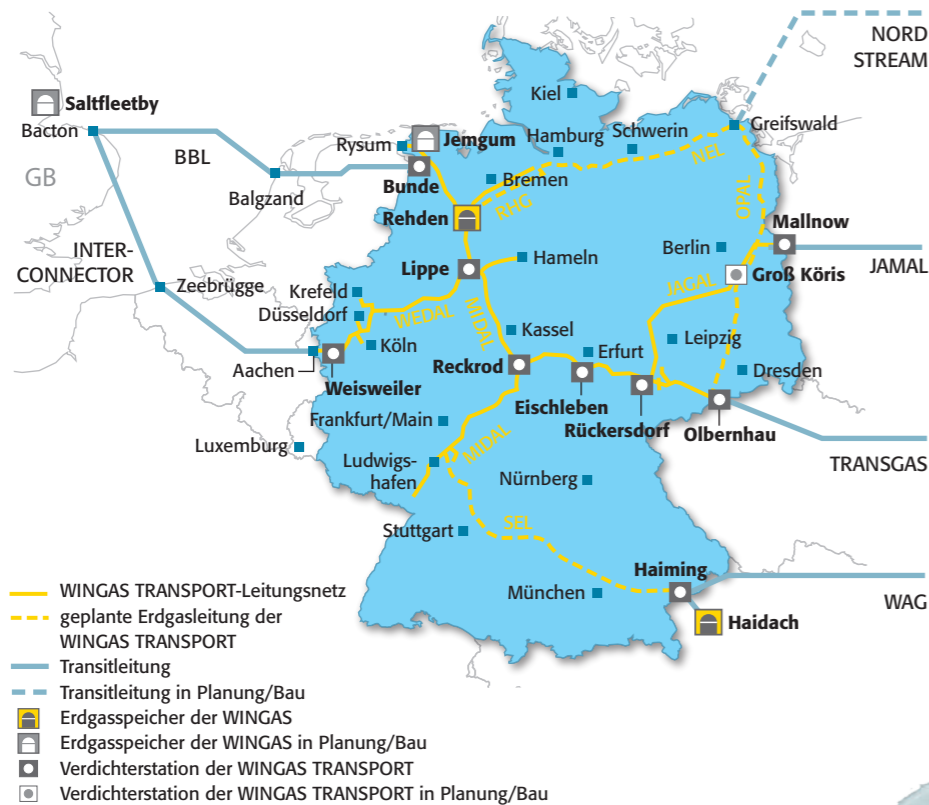 NORD
STREAM
Kiel
Saltfleetby
Bacton
Rysum
Jemgum
Hamburg
Schwerin
Greifswald
BBL
GB
Bunde
Bremen
NEL
Balgzand
RHG
OPAL
Rehden
Mallnow
INTER-
CONNECTOR
Berlin
Lippe
Hameln
JAMAL
Groß Köris
Zeebrügge
Krefeld
JAGAL
Düsseldorf
WEDAL
MIDAL
Kassel
Leipzig
Köln
Erfurt
Aachen
Reckrod
Dresden
Weisweiler
Eischleben
Frankfurt/Main
Rückersdorf
Olbernhau
Luxemburg
MIDAL
TRANSGAS
Ludwigs-
hafen
Nürnberg
Stuttgart
SEL
Haiming
München
WAG
Haidach
WINGAS TRANSPORT-Leitungsnetz
geplante Erdgasleitung der
WINGAS TRANSPORT
Transitleitung
Transitleitung in Planung/Bau
Erdgasspeicher der WINGAS
Erdgasspeicher der WINGAS in Planung/Bau
Verdichterstation der WINGAS TRANSPORT
Verdichterstation der WINGAS TRANSPORT in Planung/Bau